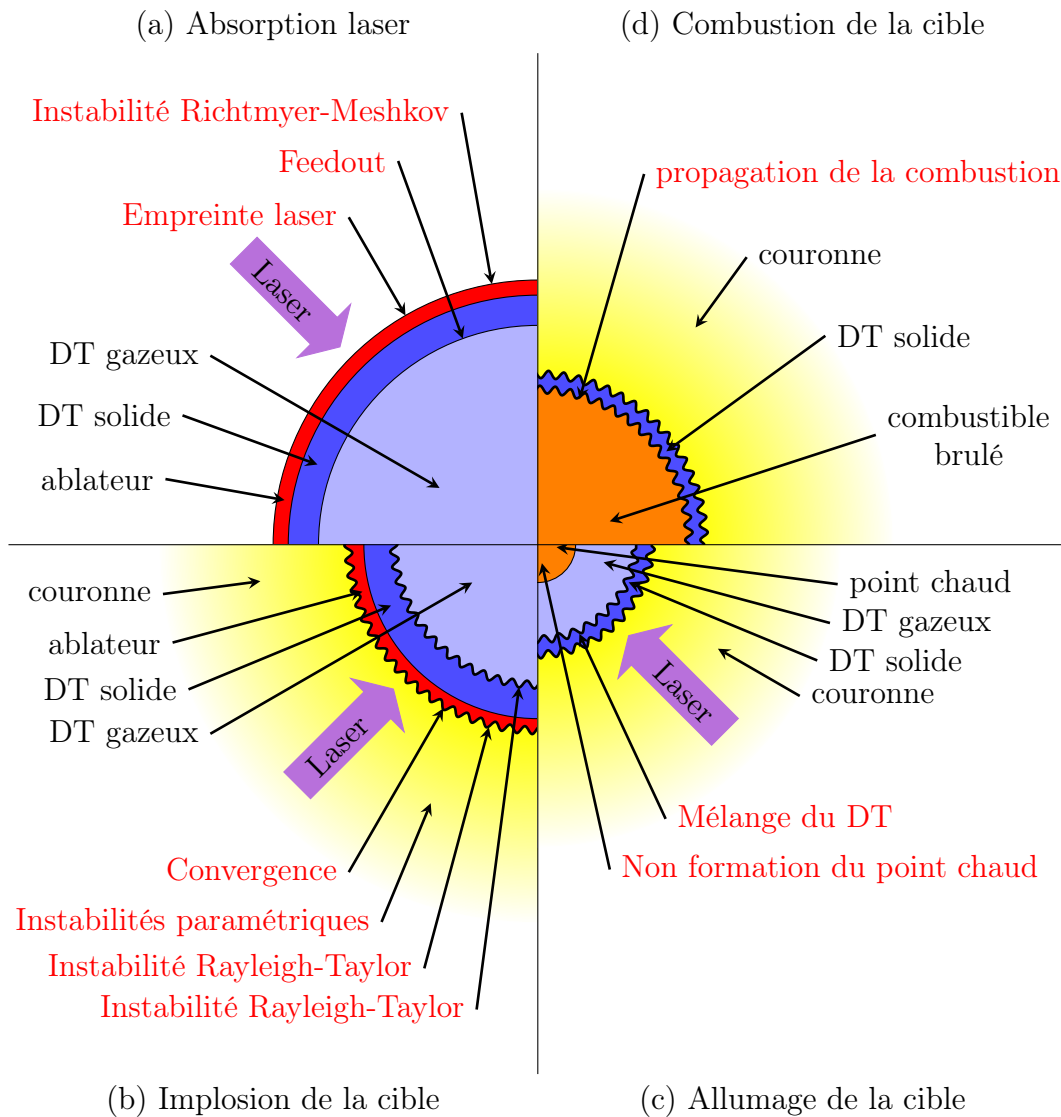 (a) Absorption laser
(d) Combustion de la cible
Instabilité Richtmyer-Meshkov
Feedout
Empreinte laser
Laser
DT gazeux
DT solide
ablateur
propagation de la combustion
couronne
DT solide
combustible
brulé
couronne
ablateur
DT solide
DT gazeux
Laser
Convergence
Instabilités paramétriques
Instabilité Rayleigh-Taylor
Instabilité Rayleigh-Taylor
point chaud
DT gazeux
DT solide
couronne
Laser
Mélange du DT
Non formation du point chaud
(b) Implosion de la cible
(c) Allumage de la cible